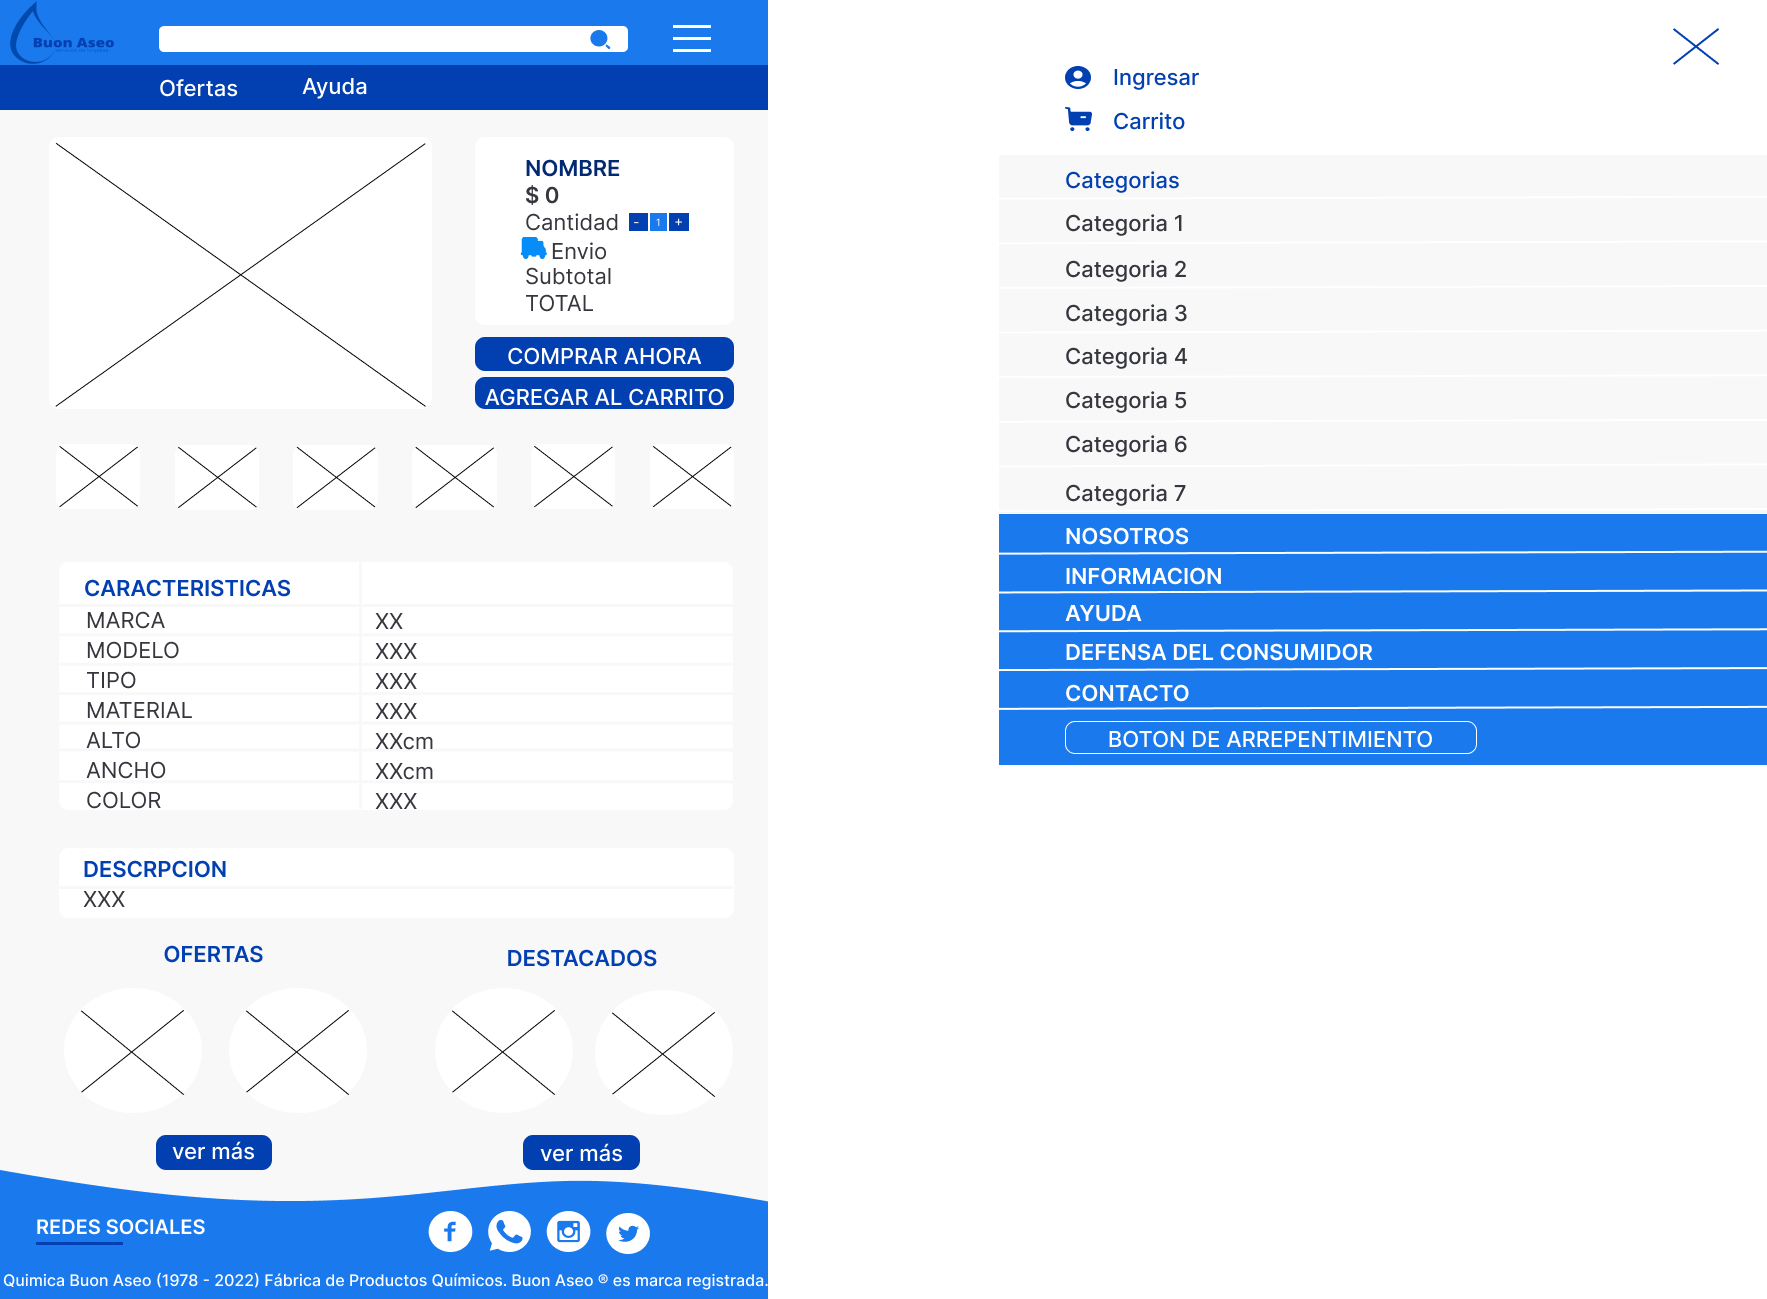 Buon Aseo
Ofertas
Ayuda
NOMBRE
$ 0
Cantidad - 1 +
Envio
Subtotal
TOTAL
COMPRAR AHORA
AGREGAR AL CARRITO
CARACTERISTICAS
MARCA XX
MODELO XXX
TIPO XXX
MATERIAL XXX
ALTO XXcm
ANCHO XXcm
COLOR XXX
DESCRPCION
XXX
OFERTAS
DESTACADOS
ver más
ver más
REDES SOCIALES
Quimica Buon Aseo (1978 - 2022) Fábrica de Productos Químicos. Buon Aseo ® es marca registrada.
Ingresar
Carrito
Categorias
Categoria 1
Categoria 2
Categoria 3
Categoria 4
Categoria 5
Categoria 6
Categoria 7
NOSOTROS
INFORMACION
AYUDA
DEFENSA DEL CONSUMIDOR
CONTACTO
BOTON DE ARREPENTIMIENTO